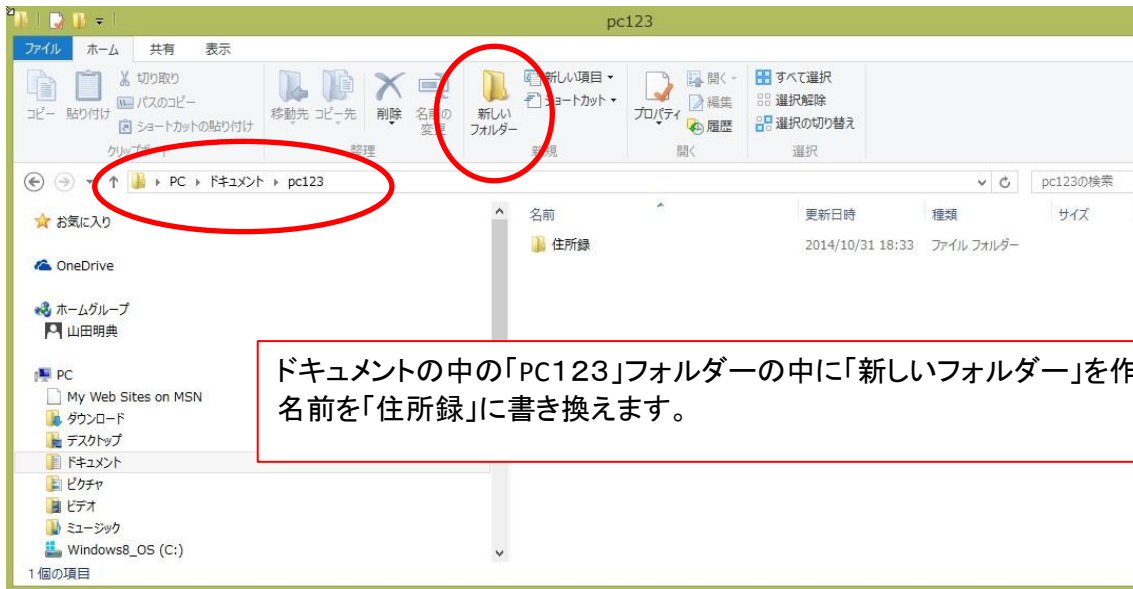 pc123
ファイル ホーム 共有 表示
コピー 貼り付け 切り取り
パスのコピー
ショートカットの貼り付け
クリップボード
移動先 コピー先 削除 名前の変更
整理
新しいフォルダー
新しい項目
ショートカット
新規
プロパティ 開く
編集
履歴
開く
すべて選択
選択解除
選択の切り替え
選択
PC ドキュメント pc123
pc123の検索
お気に入り
OneDrive
ホームグループ
山田明典
PC
My Web Sites on MSN
ダウンロード
デスクトップ
ドキュメント
ピクチャ
ビデオ
ミュージック
Windows8_OS (C:)
名前 更新日時 種類 サイズ
住所録 2014/10/31 18:33 ファイル フォルダー
ドキュメントの中の「PC123」フォルダーの中に「新しいフォルダー」を作
名前を「住所録」に書き換えます。
1個の項目